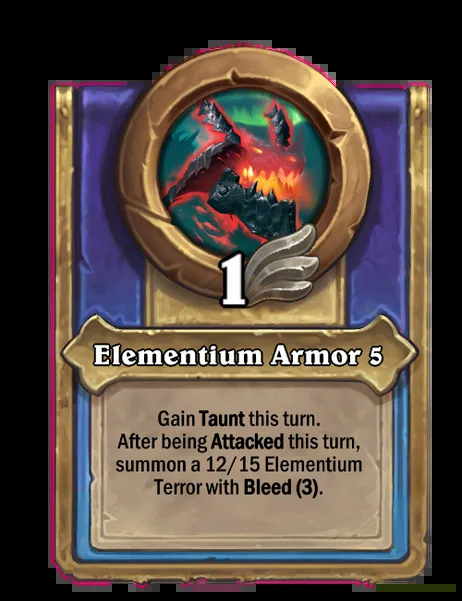 1
Elementium Armor 5
Gain Taunt this turn.
After being Attacked this turn,
summon a 12/15 Elementium
Terror with Bleed (3).